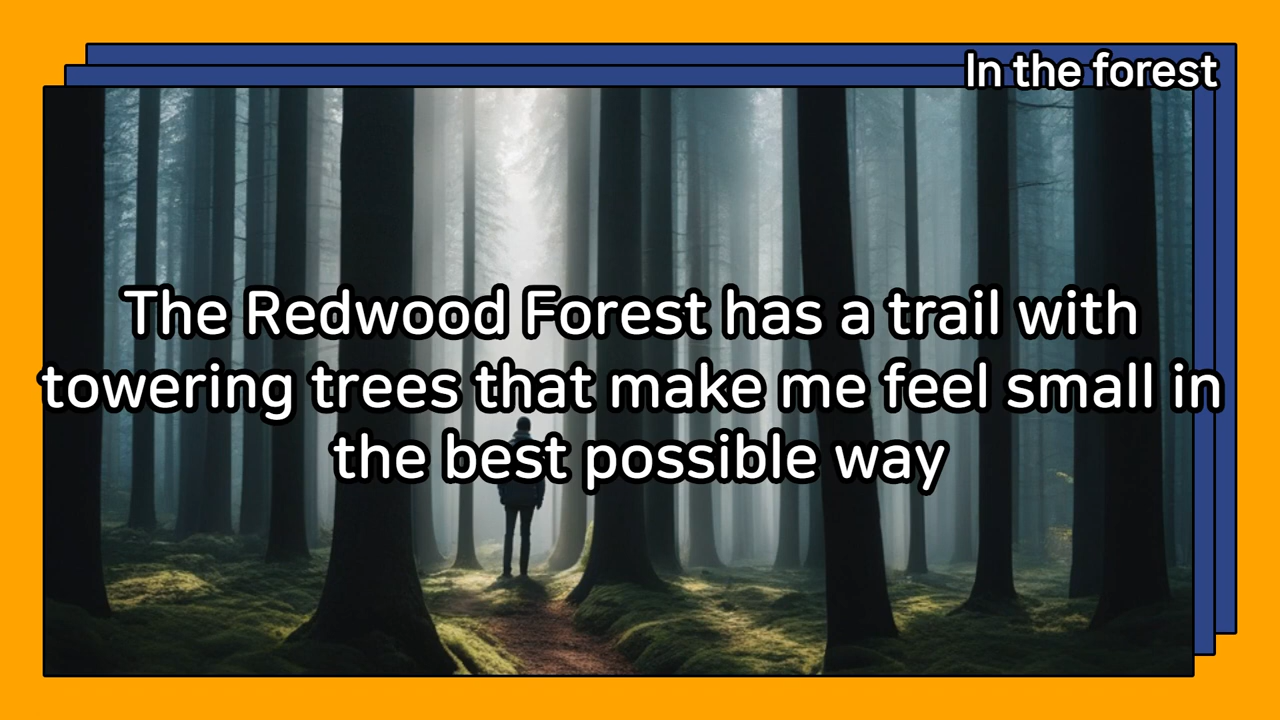 In the forest
The Redwood Forest has a trail with
towering trees that make me feel small in
the best possible way